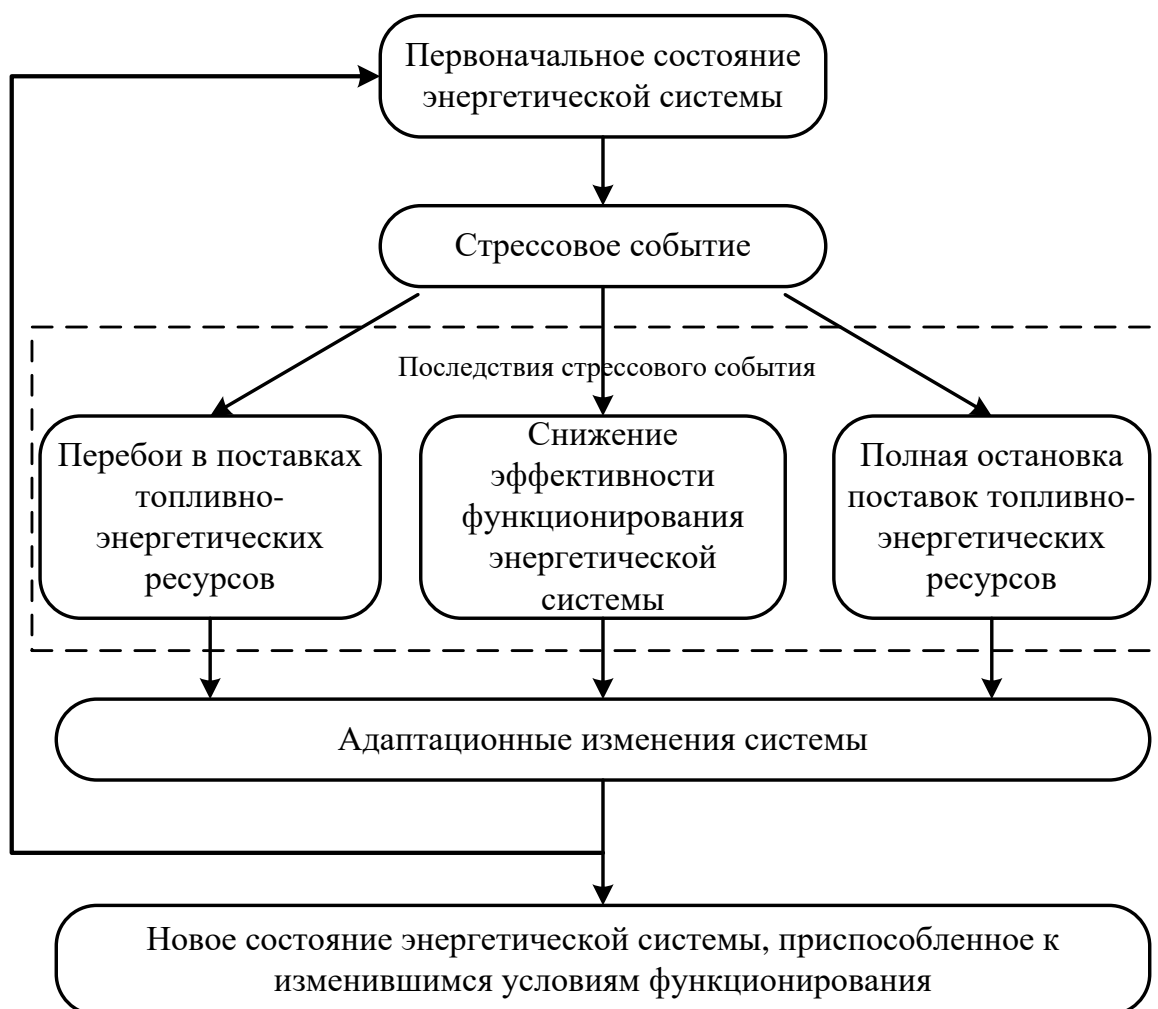 Первоначальное состояние
энергетической системы
Стрессовое событие
Последствия стрессового события
Перебои в поставках
топливно-
энергетических
ресурсов
Снижение
эффективности
функционирования
энергетической
системы
Полная остановка
поставок топливно-
энергетических
ресурсов
Адаптационные изменения системы
Новое состояние энергетической системы, приспособленное к
изменившимся условиям функционирования